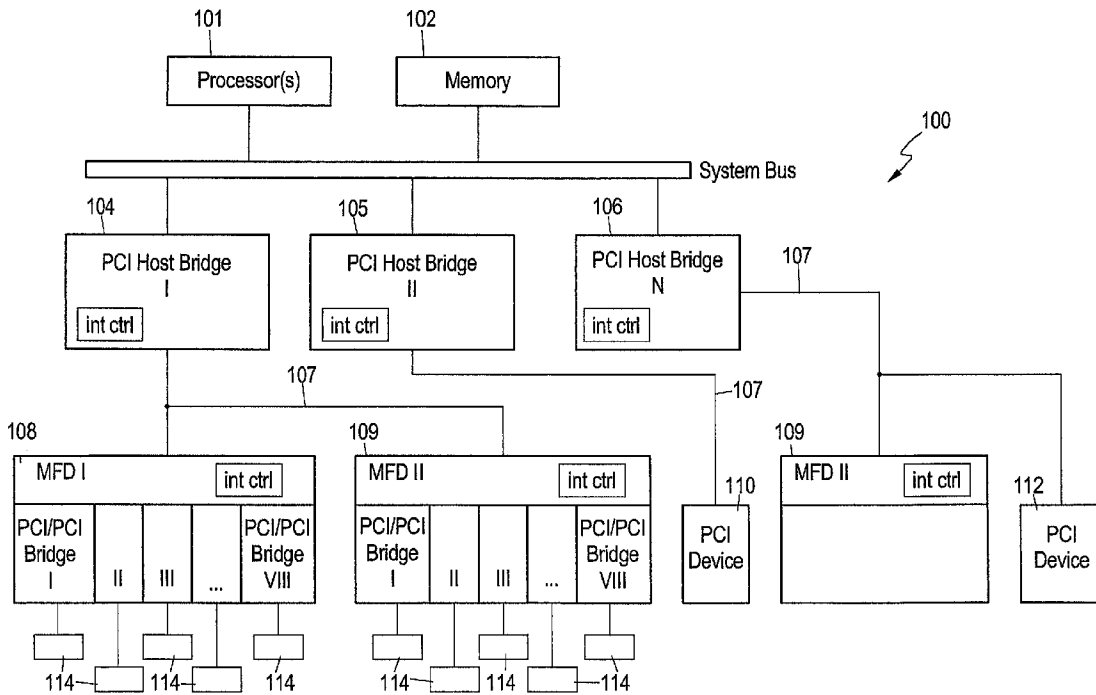 101
102
Processor(s)
Memory
100
System Bus
104
105
106
PCI Host Bridge
I
int ctrl
PCI Host Bridge
II
int ctrl
PCI Host Bridge
N
int ctrl
107
107
107
108
MFD I
int ctrl
PCI/PCI
Bridge
I
II
III
...
PCI/PCI
Bridge
VIII
109
MFD II
int ctrl
PCI/PCI
Bridge
I
II
III
...
PCI/PCI
Bridge
VIII
110
PCI
Device
109
MFD II
int ctrl
112
PCI
Device
114
114
114
114
114
114
114
114